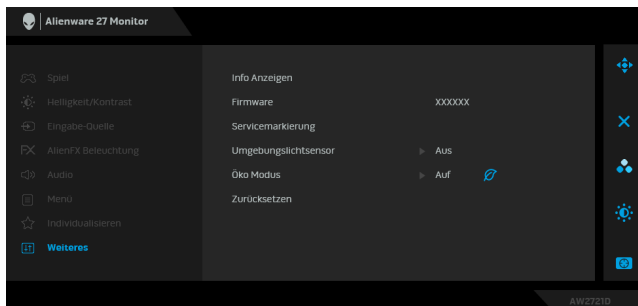 Alienware 27 Monitor
Spiel
Helligkeit/Kontrast
Eingabe-Quelle
FX AlienFX Beleuchtung
Audio
Menü
Individualisieren
Weiteres
Info Anzeigen
Firmware XXXXXX
Servicemarkierung
Umgebungslichtsensor Aus
Öko Modus Auf
Zurücksetzen
AW2721D